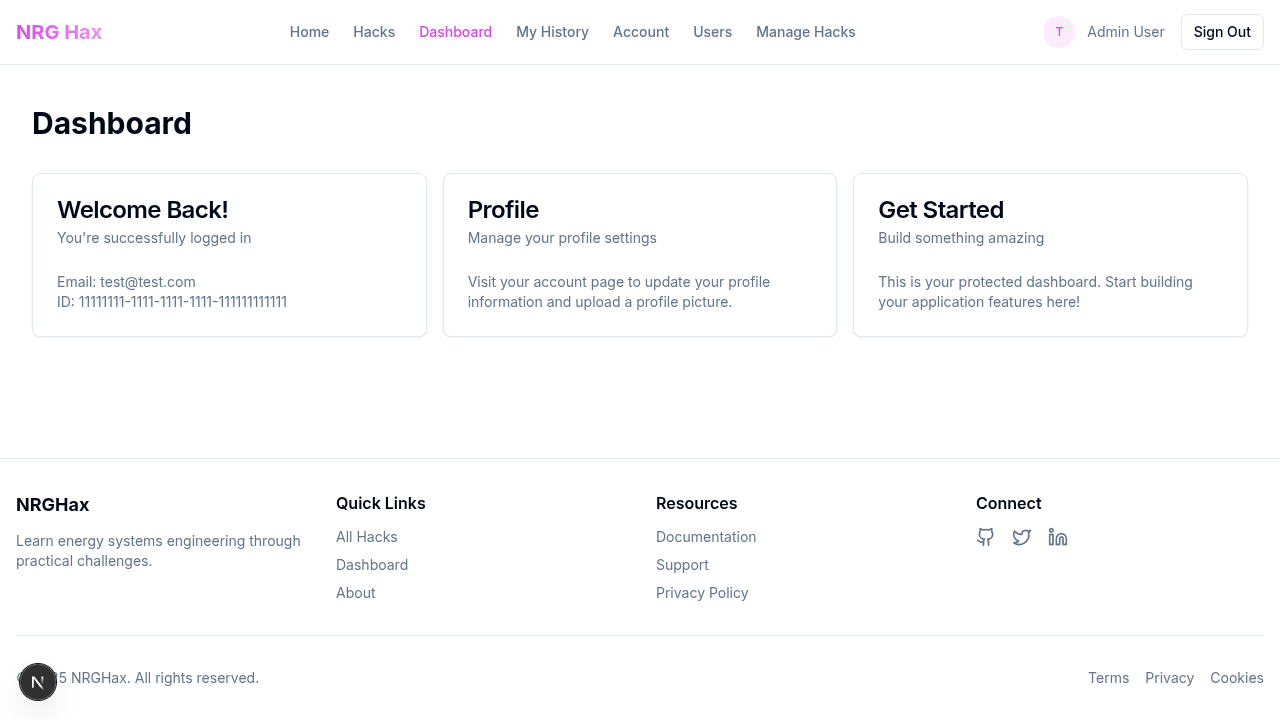 NRG Hax
Home
Hacks
Dashboard
My History
Account
Users
Manage Hacks
T
Admin User
Sign Out
Dashboard
Welcome Back!
You're successfully logged in
Email: test@test.com
ID: 11111111-1111-1111-1111-111111111111
Profile
Manage your profile settings
Visit your account page to update your profile
information and upload a profile picture.
Get Started
Build something amazing
This is your protected dashboard. Start building
your application features here!
NRGHax
Learn energy systems engineering through
practical challenges.
Quick Links
All Hacks
Dashboard
About
Resources
Documentation
Support
Privacy Policy
Connect
N
NRGHax. All rights reserved.
Terms
Privacy
Cookies